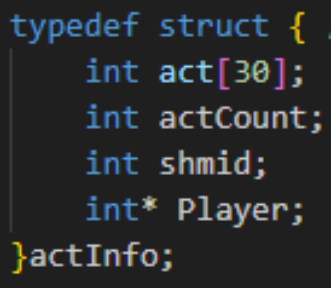 typedef struct {
int act[30];
int actCount;
int shmid;
int* Player;
}actInfo;